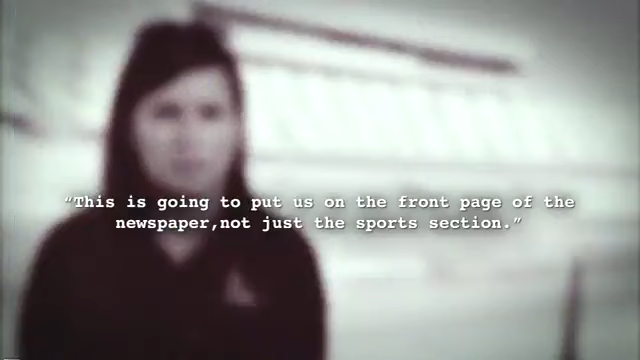 “This is going to put us on the front page of the
newspaper,not just the sports section.”